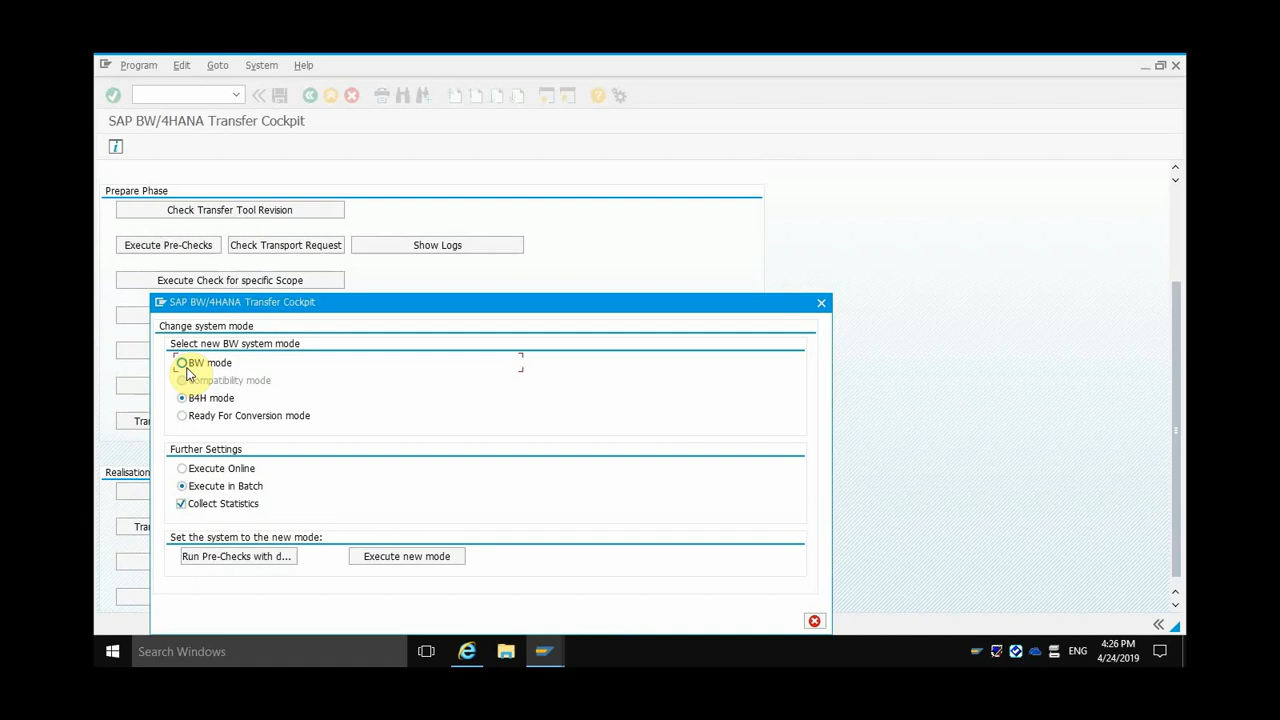 Program Edit Goto System Help
SAP BW/4HANA Transfer Cockpit
Prepare Phase
Check Transfer Tool Revision
Execute Pre-Checks Check Transport Request Show Logs
Execute Check for specific Scope
SAP BW/4HANA Transfer Cockpit
Change system mode
Select new BW system mode
BW mode
Compatibility mode
B4H mode
Ready For Conversion mode
Tra
Further Settings
Realisation
Execute Online
Execute in Batch
Collect Statistics
Tra
Set the system to the new mode:
Run Pre-Checks with d... Execute new mode
Search Windows
ENG
4:26 PM
4/24/2019